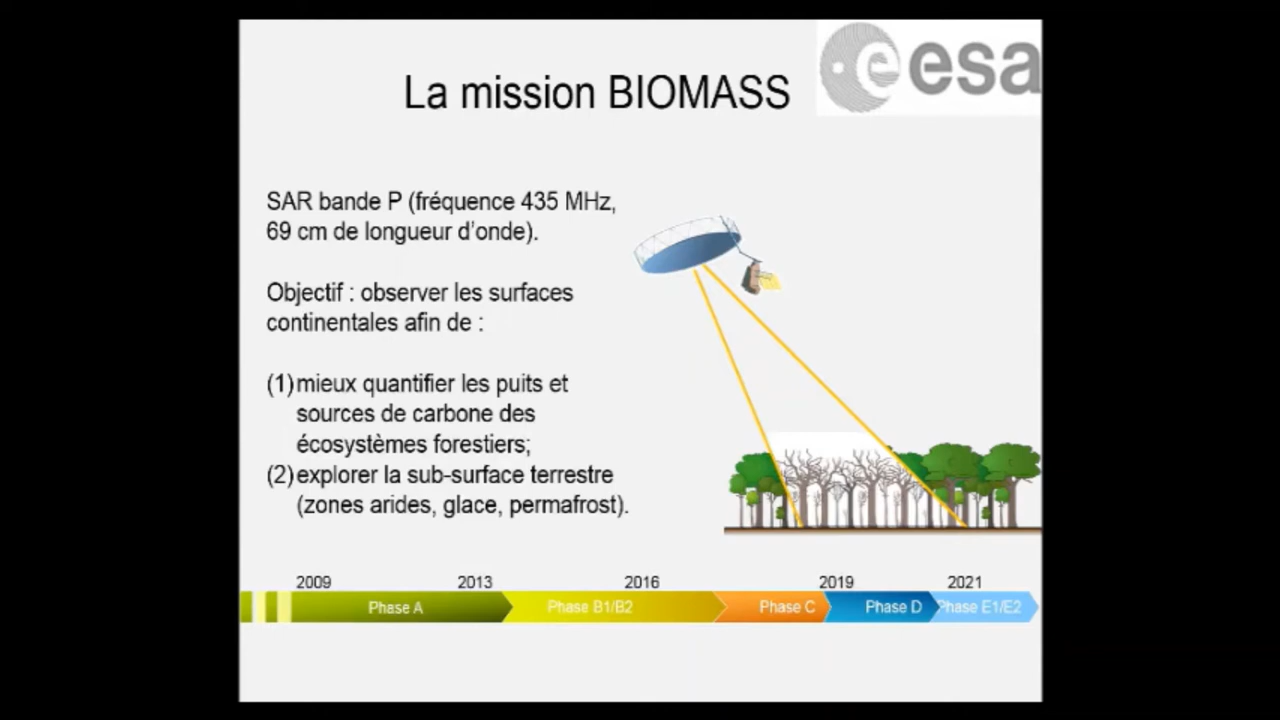 esa
La mission BIOMASS
SAR bande P (fréquence 435 MHz,
69 cm de longueur d'onde).
Objectif : observer les surfaces
continentales afin de :
(1) mieux quantifier les puits et
sources de carbone des
écosystèmes forestiers;
(2) explorer la sub-surface terrestre
(zones arides, glace, permafrost).
2009 2013 2016 2019 2021
Phase A Phase B1/B2 Phase C Phase D Phase E1/E2